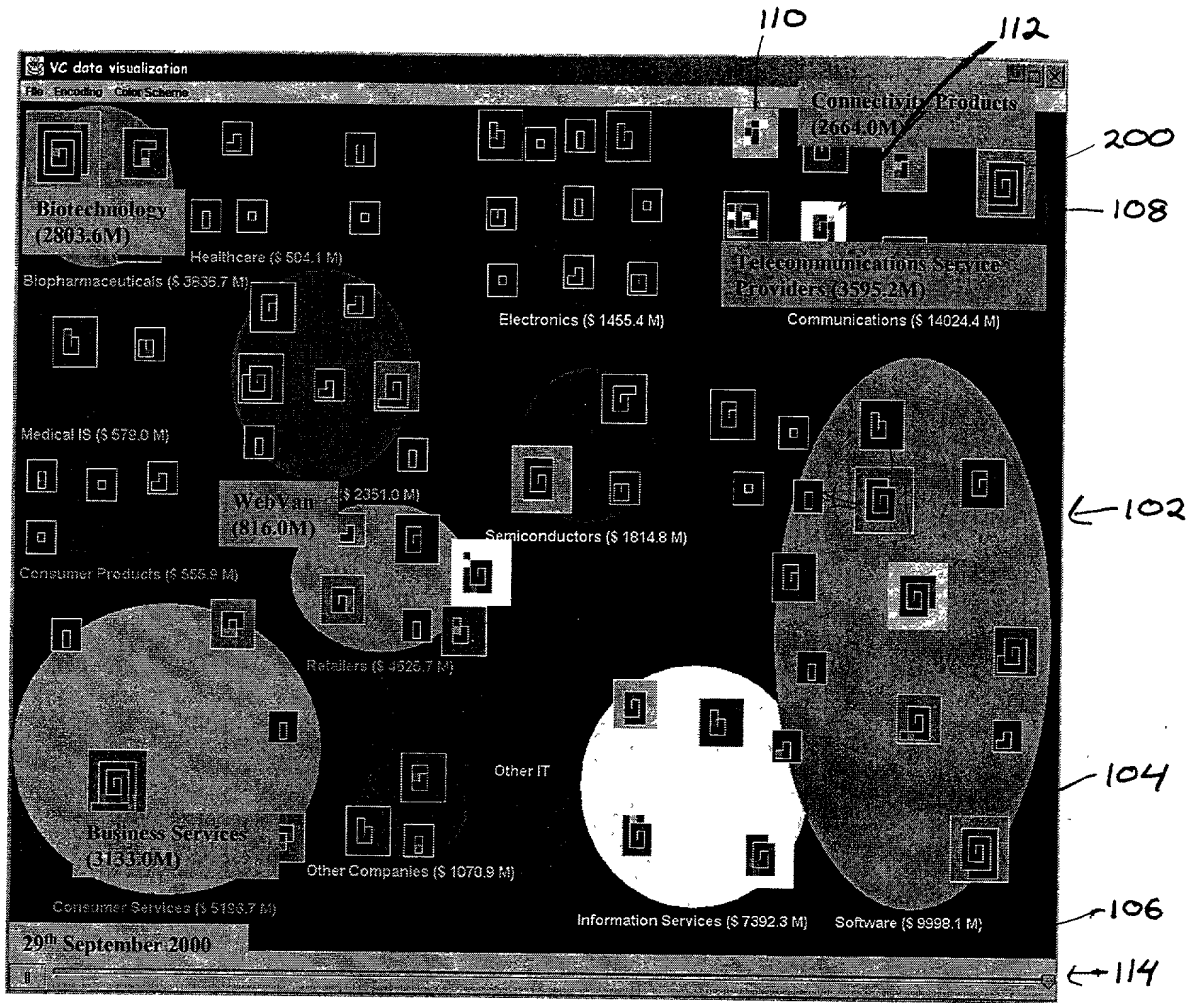 110
112
VC data visualization
File Encoding Color Scheme
Connectivity Products
(2664.0M)
200
108
Biotechnology
(2803.6M)
Healthcare ($ 504.1 M)
Biopharmaceuticals ($ 3835.7 M)
Telecommunications Service
Providers (3595.2M)
Electronics ($ 1455.4 M)
Communications ($ 14024.4 M)
Medical IS ($ 579.0 M)
($ 2351.0 M)
WebVan
(816.0M)
Semiconductors ($ 1814.8 M)
102
Consumer Products ($ 555.9 M)
Retailers ($ 4525.7 M)
Other IT
104
Business Services
(3133.0M)
Other Companies ($ 1070.9 M)
Consumer Services ($ 5196.7 M)
Information Services ($ 7392.3 M)
Software ($ 9998.1 M)
106
29th September 2000
114